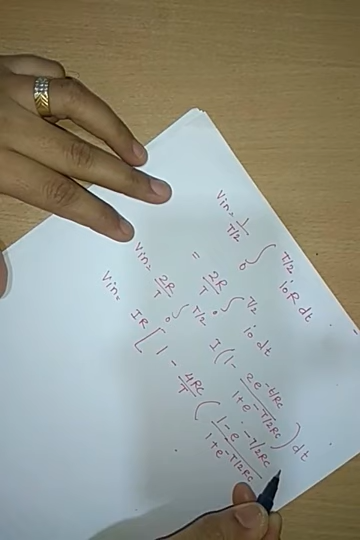 Vin = 1/T/2 ∫₀^T/2 i₀R dt
= 2R/T ∫₀^T/2 i₀ dt
Vin = 2R/T ∫₀^T/2 I (1 - 2e^-t/RC / 1+e^-T/2RC) dt
Vin = IR [1 - 4RC/T (1-e^-T/2RC / 1+e^-T/2RC